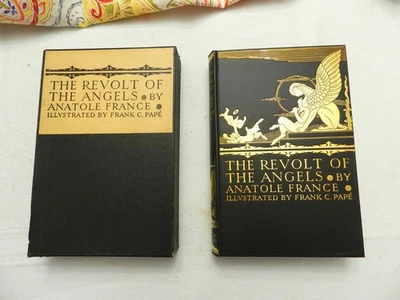 THE REVOLT OF
THE ANGELS • BY
ANATOLE FRANCE •
ILLVSTRATED BY FRANK C. PAPÉ
THE REVOLT OF
THE ANGELS • BY
ANATOLE FRANCE •
ILLVSTRATED BY FRANK C. PAPÉ